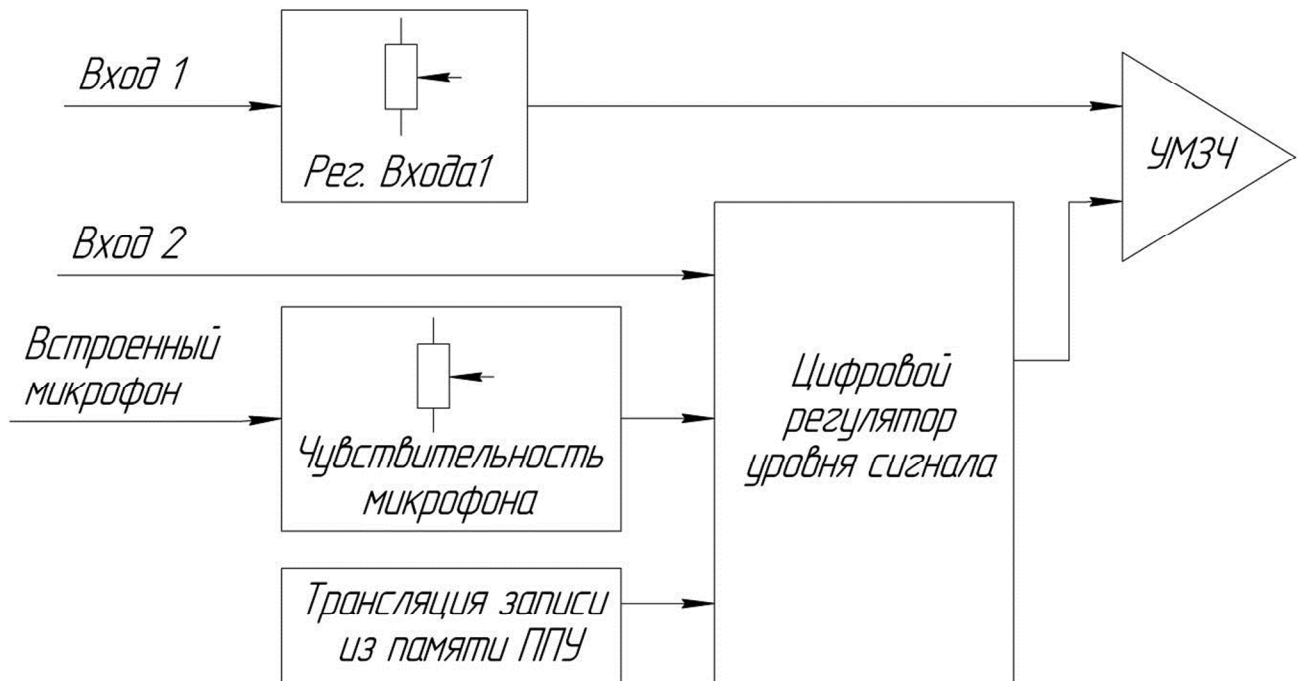 Вход 1
Рег. Входа1
УМЗЧ
Вход 2
Встроенный
микрофон
Чувствительность
микрофона
Цифровой
регулятор
уровня сигнала
Трансляция записи
из памяти ППУ